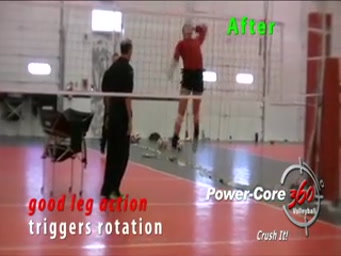 After
good leg action
triggers rotation
Power-Core 360
Volleyball
Crush It!